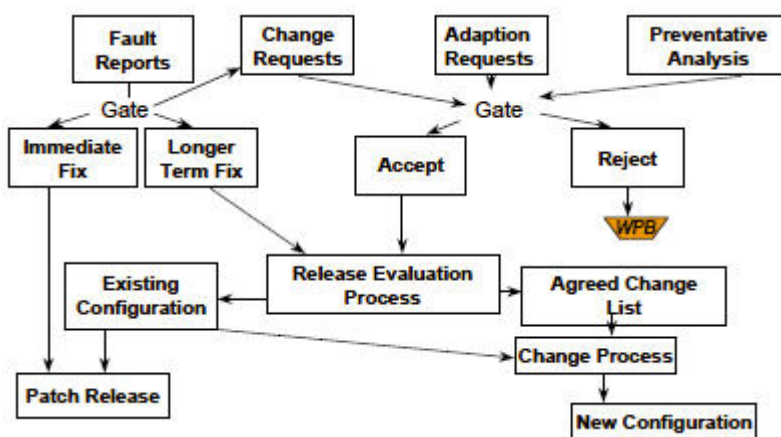 Fault
Reports
Change
Requests
Adaption
Requests
Preventative
Analysis
Gate
Gate
Immediate
Fix
Longer
Term Fix
Accept
Reject
WPB
Existing
Configuration
Release Evaluation
Process
Agreed Change
List
Change Process
Patch Release
New Configuration